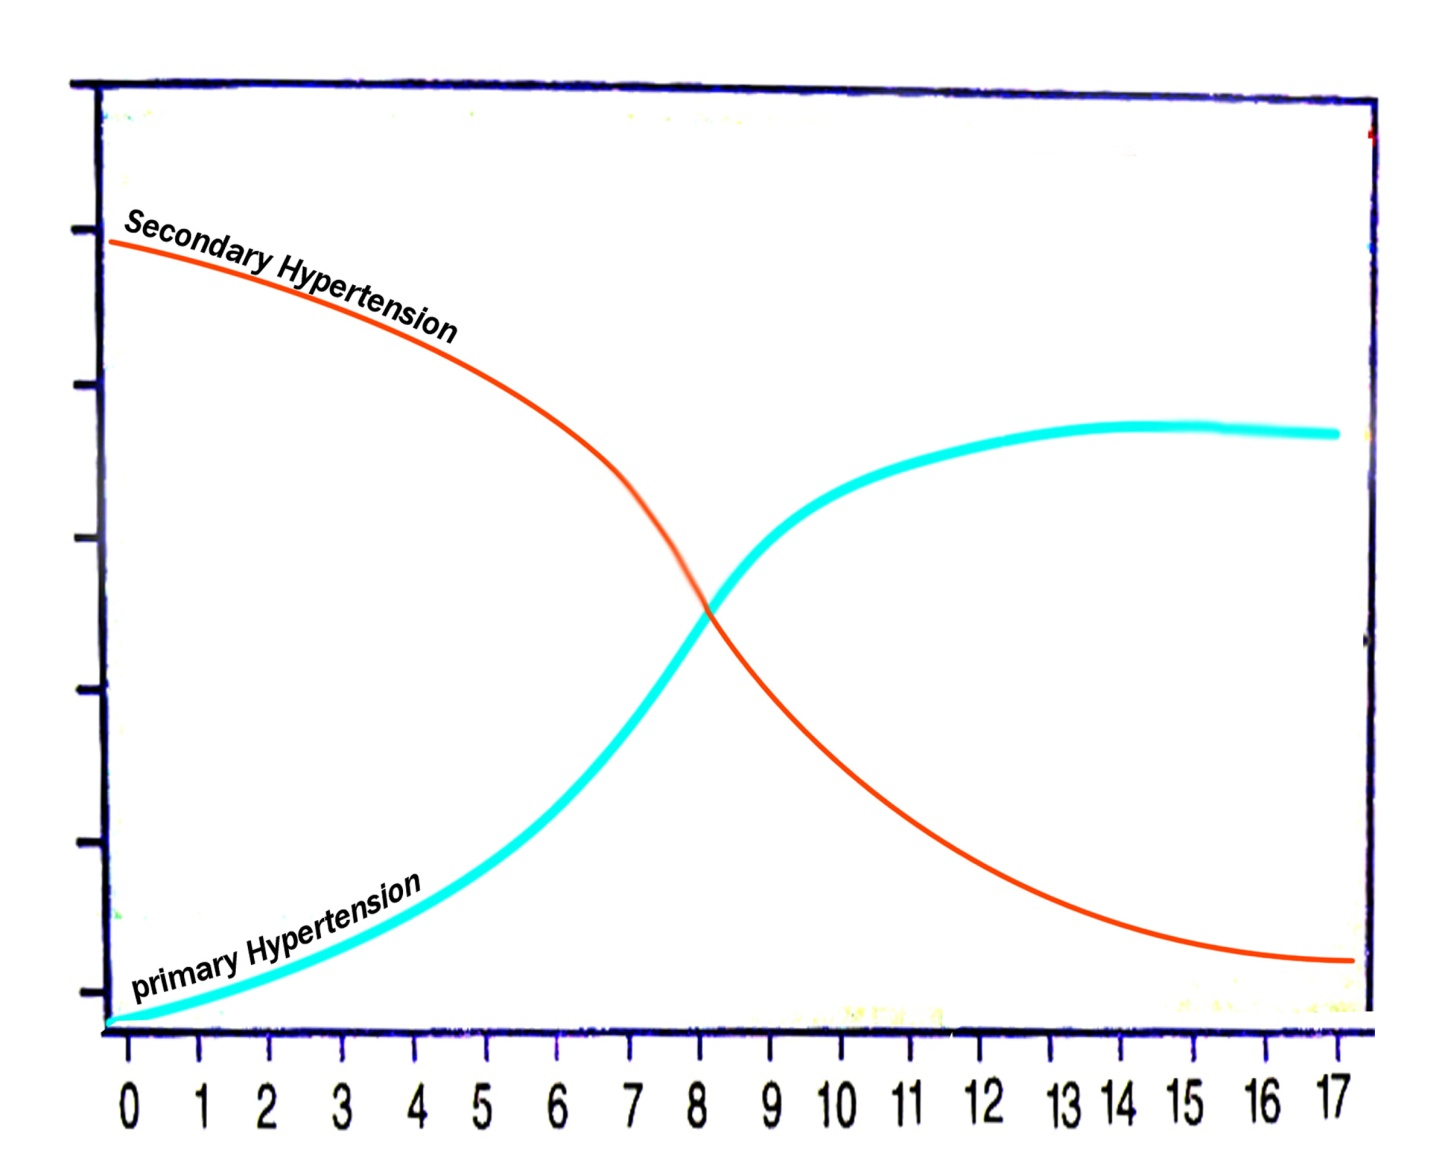 Secondary Hypertension
primary Hypertension
0 1 2 3 4 5 6 7 8 9 10 11 12 13 14 15 16 17